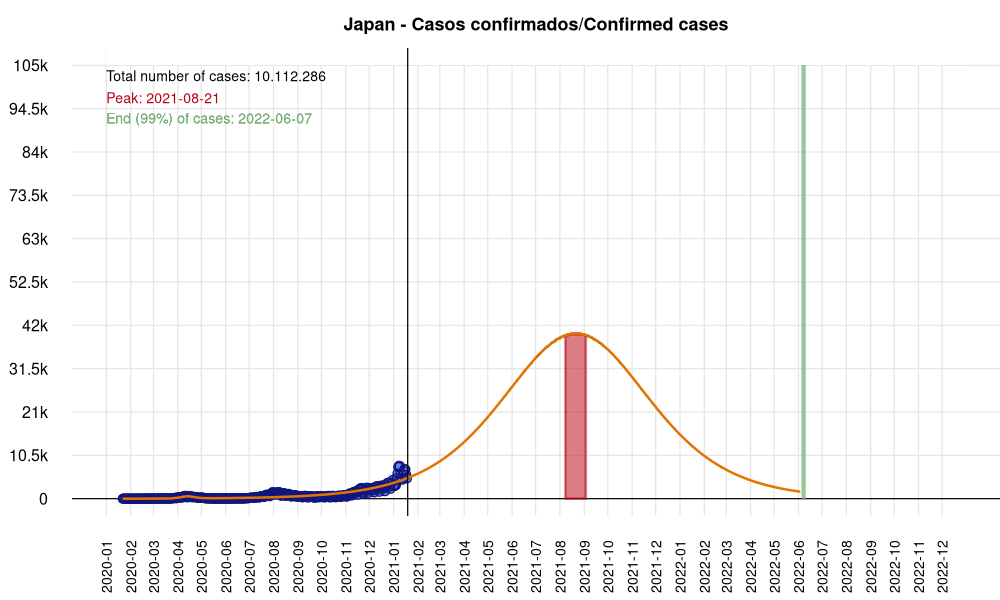 Japan - Casos confirmados/Confirmed cases
Total number of cases: 10.112.286
Peak: 2021-08-21
End (99%) of cases: 2022-06-07
105k
94.5k
84k
73.5k
63k
52.5k
42k
31.5k
21k
10.5k
0
2020-01
2020-02
2020-03
2020-04
2020-05
2020-06
2020-07
2020-08
2020-09
2020-10
2020-11
2020-12
2021-01
2021-02
2021-03
2021-04
2021-05
2021-06
2021-07
2021-08
2021-09
2021-10
2021-11
2021-12
2022-01
2022-02
2022-03
2022-04
2022-05
2022-06
2022-07
2022-08
2022-09
2022-10
2022-11
2022-12